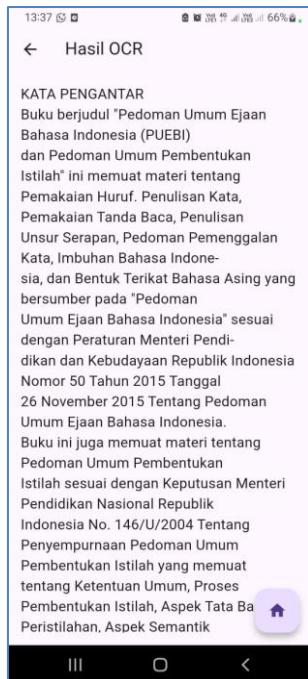 13:37
66%
Hasil OCR
KATA PENGANTAR
Buku berjudul "Pedoman Umum Ejaan
Bahasa Indonesia (PUEBI)
dan Pedoman Umum Pembentukan
Istilah" ini memuat materi tentang
Pemakaian Huruf. Penulisan Kata,
Pemakaian Tanda Baca, Penulisan
Unsur Serapan, Pedoman Pemenggalan
Kata, Imbuhan Bahasa Indone-
sia, dan Bentuk Terikat Bahasa Asing yang
bersumber pada "Pedoman
Umum Ejaan Bahasa Indonesia" sesuai
dengan Peraturan Menteri Pendi-
dikan dan Kebudayaan Republik Indonesia
Nomor 50 Tahun 2015 Tanggal
26 November 2015 Tentang Pedoman
Umum Ejaan Bahasa Indonesia.
Buku ini juga memuat materi tentang
Pedoman Umum Pembentukan
Istilah sesuai dengan Keputusan Menteri
Pendidikan Nasional Republik
Indonesia No. 146/U/2004 Tentang
Penyempurnaan Pedoman Umum
Pembentukan Istilah yang memuat
tentang Ketentuan Umum, Proses
Pembentukan Istilah, Aspek Tata Ba
Peristilahan, Aspek Semantik